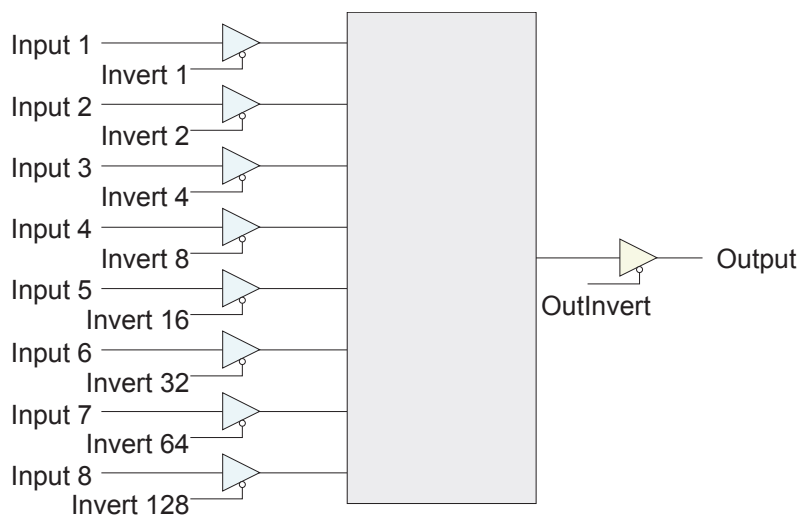 Input 1
Invert 1
Input 2
Invert 2
Input 3
Invert 4
Input 4
Invert 8
Input 5
Invert 16
Input 6
Invert 32
Input 7
Invert 64
Input 8
Invert 128
Output
OutInvert